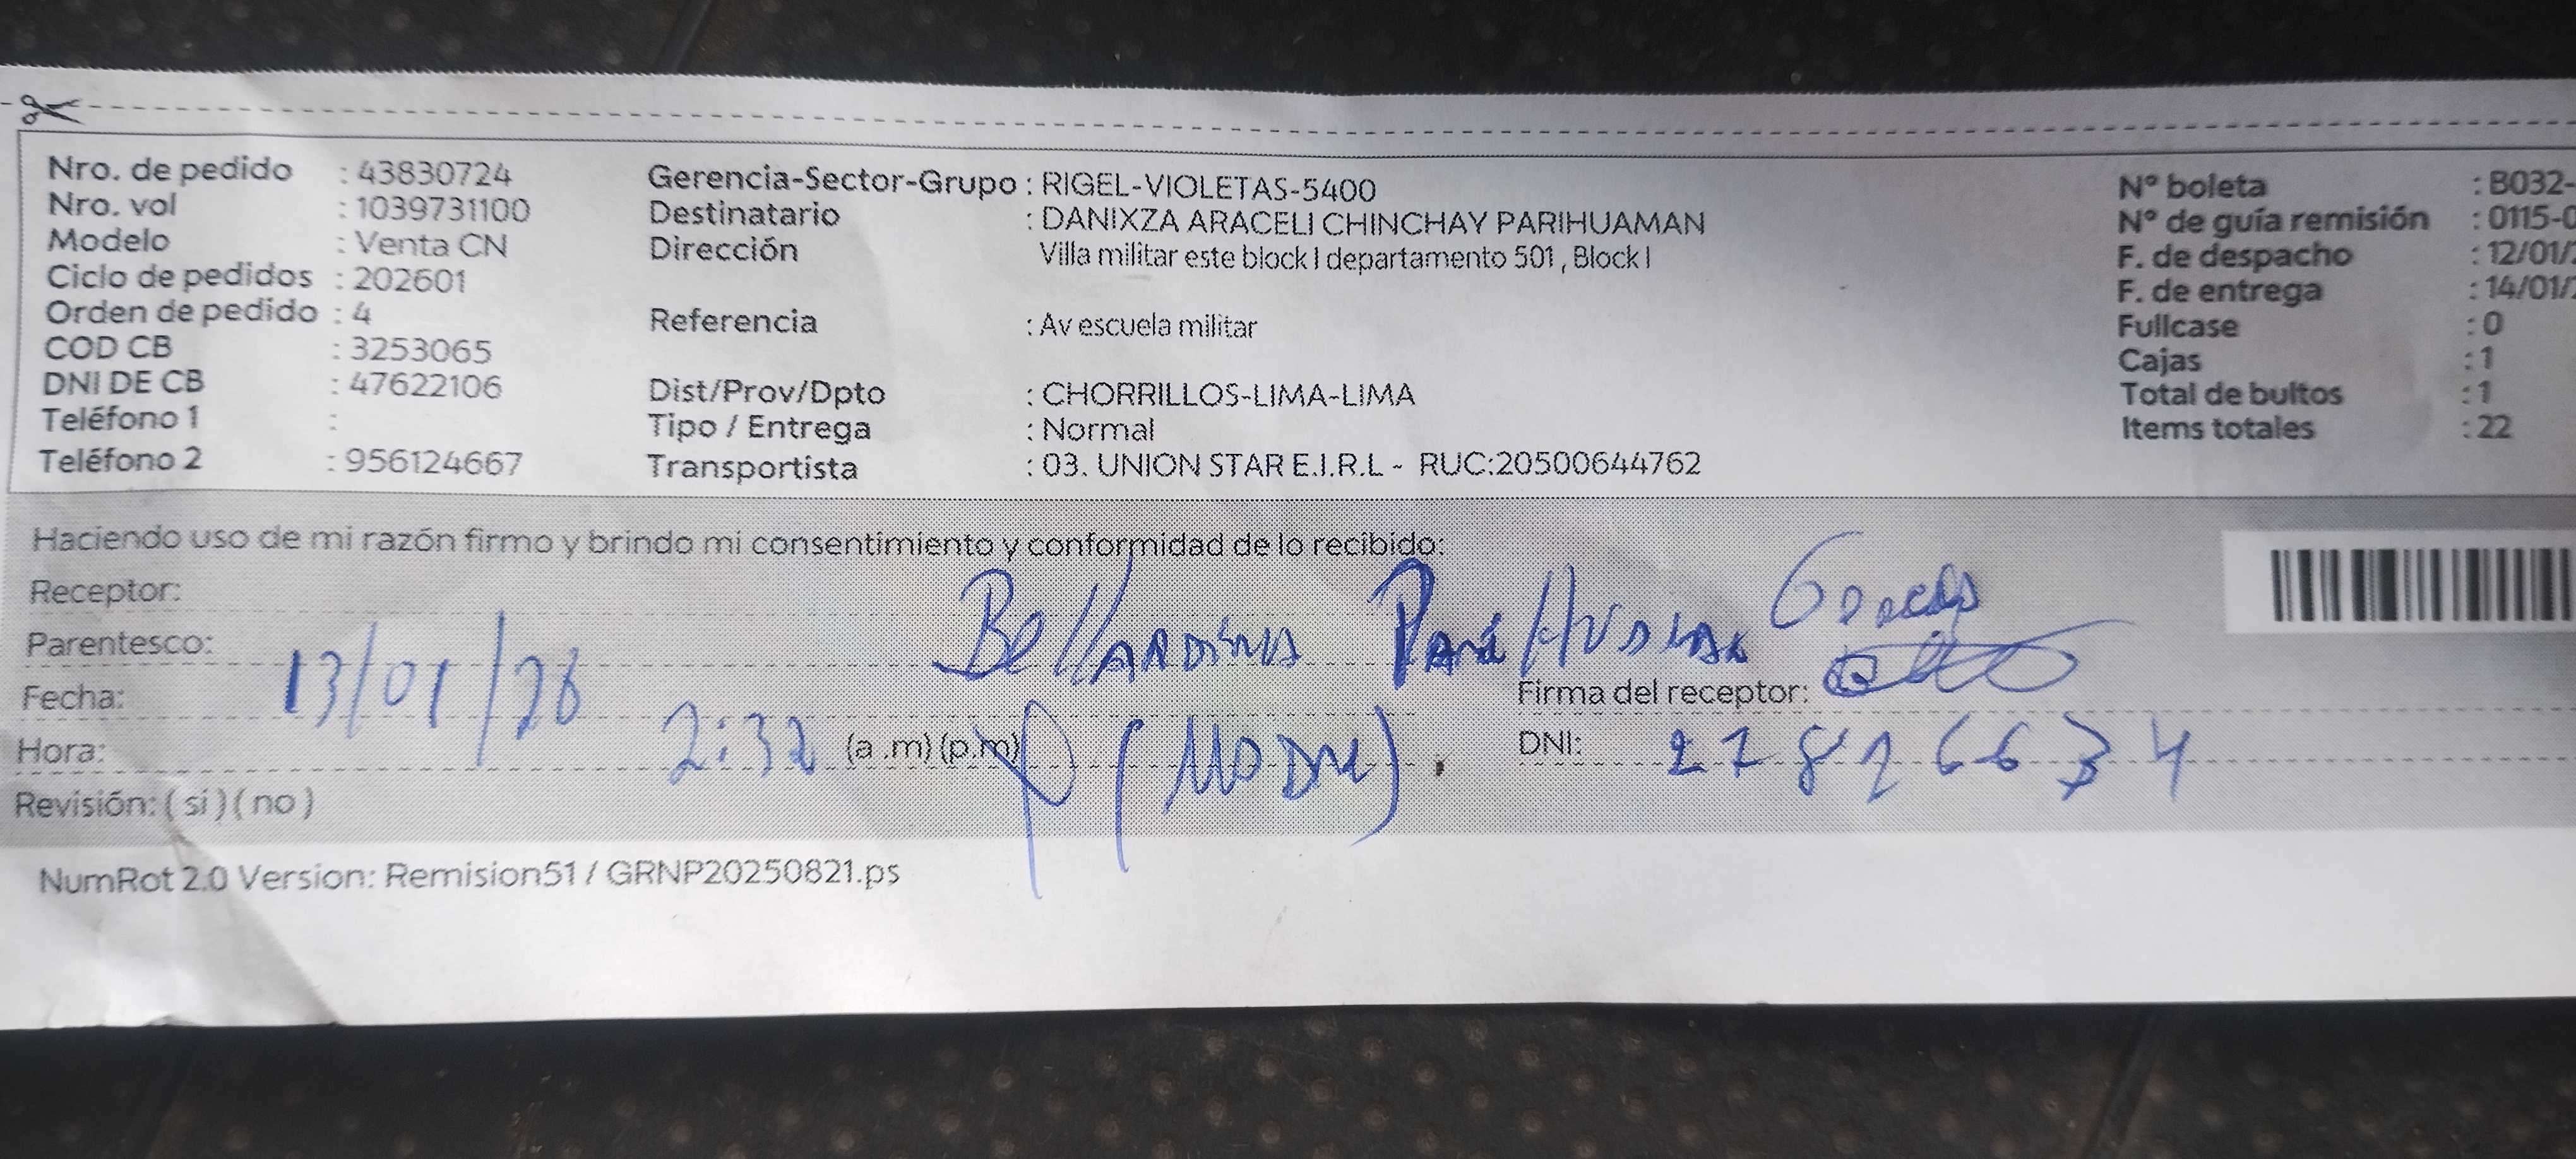 Nro. de pedido : 43830724
Nro. vol : 1039731100
Modelo : Venta CN
Ciclo de pedidos : 202601
Orden de pedido : 4
COD CB : 3253065
DNI DE CB : 47622106
Teléfono 1 :
Teléfono 2 : 956124667
Gerencia-Sector-Grupo : RIGEL-VIOLETAS-5400
Destinatario : DANIXZA ARACELI CHINCHAY PARIHUAMAN
Dirección Villa militar este block I departamento 501 , Block I
Referencia : Av escuela militar
Dist/Prov/Dpto : CHORRILLOS-LIMA-LIMA
Tipo / Entrega : Normal
Transportista : 03. UNION STAR E.I.R.L - RUC:20500644762
N° boleta : B032-
N° de guía remisión : 0115-0
F. de despacho : 12/01/
F. de entrega : 14/01/
Fullcase : 0
Cajas : 1
Total de bultos : 1
Items totales : 22
Haciendo uso de mi razón firmo y brindo mi consentimiento y conformidad de lo recibido:
Receptor:
Parentesco:
Fecha: 13/01/26
Firma del receptor:
Hora: 2:32 (a .m) (p.m)
DNI:
Revisión: ( si ) ( no )
NumRot 2.0 Version: Remision51 / GRNP20250821.ps